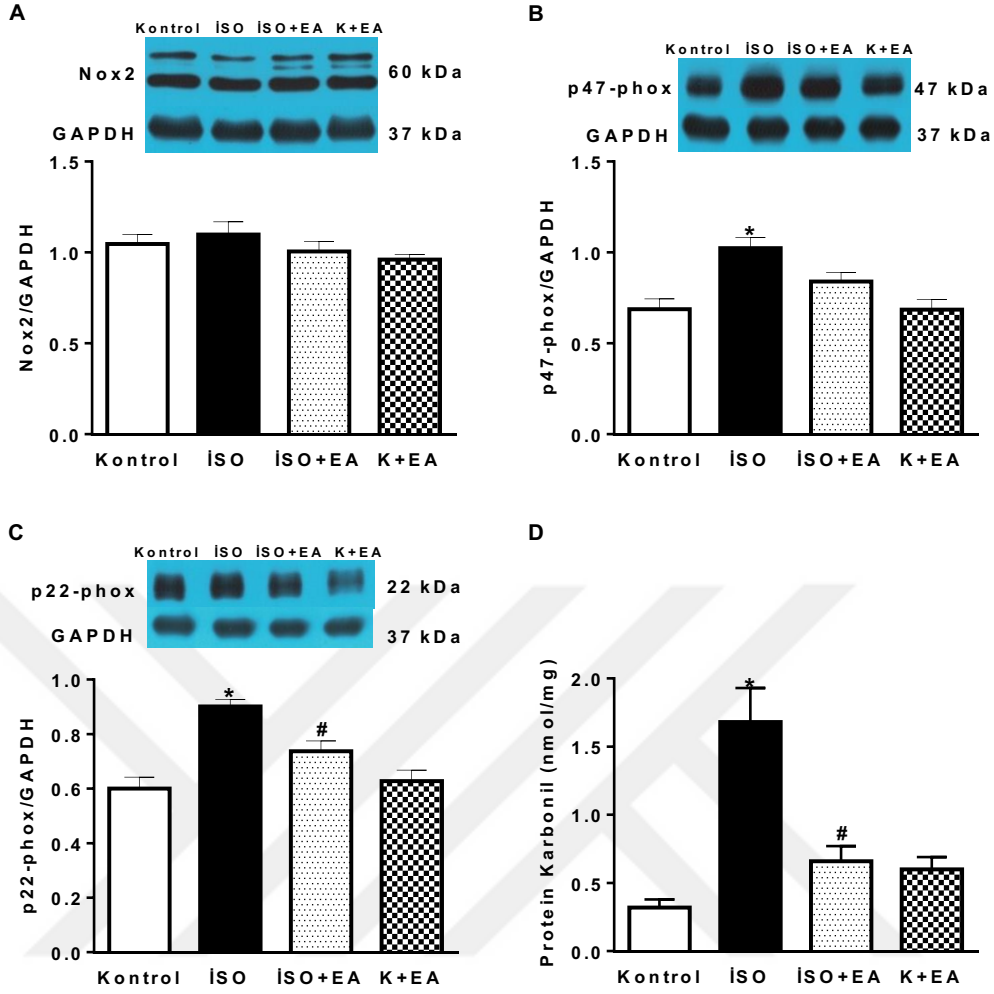 A
Kontrol İSO İSO+EA K+EA
Nox2
60 kDa
GAPDH
37 kDa
Nox2/GAPDH
1.5
1.0
0.5
0.0
Kontrol İSO İSO+EA K+EA
B
Kontrol İSO İSO+EA K+EA
p47-phox
47 kDa
GAPDH
37 kDa
p47-phox/GAPDH
1.5
1.0
0.5
0.0
*
Kontrol İSO İSO+EA K+EA
C
Kontrol İSO İSO+EA K+EA
p22-phox
22 kDa
GAPDH
37 kDa
p22-phox/GAPDH
1.0
0.8
0.6
0.4
0.2
0.0
*
#
Kontrol İSO İSO+EA K+EA
D
Protein Karbonil (nmol/mg)
2.0
1.5
1.0
0.5
0.0
*
#
Kontrol İSO İSO+EA K+EA